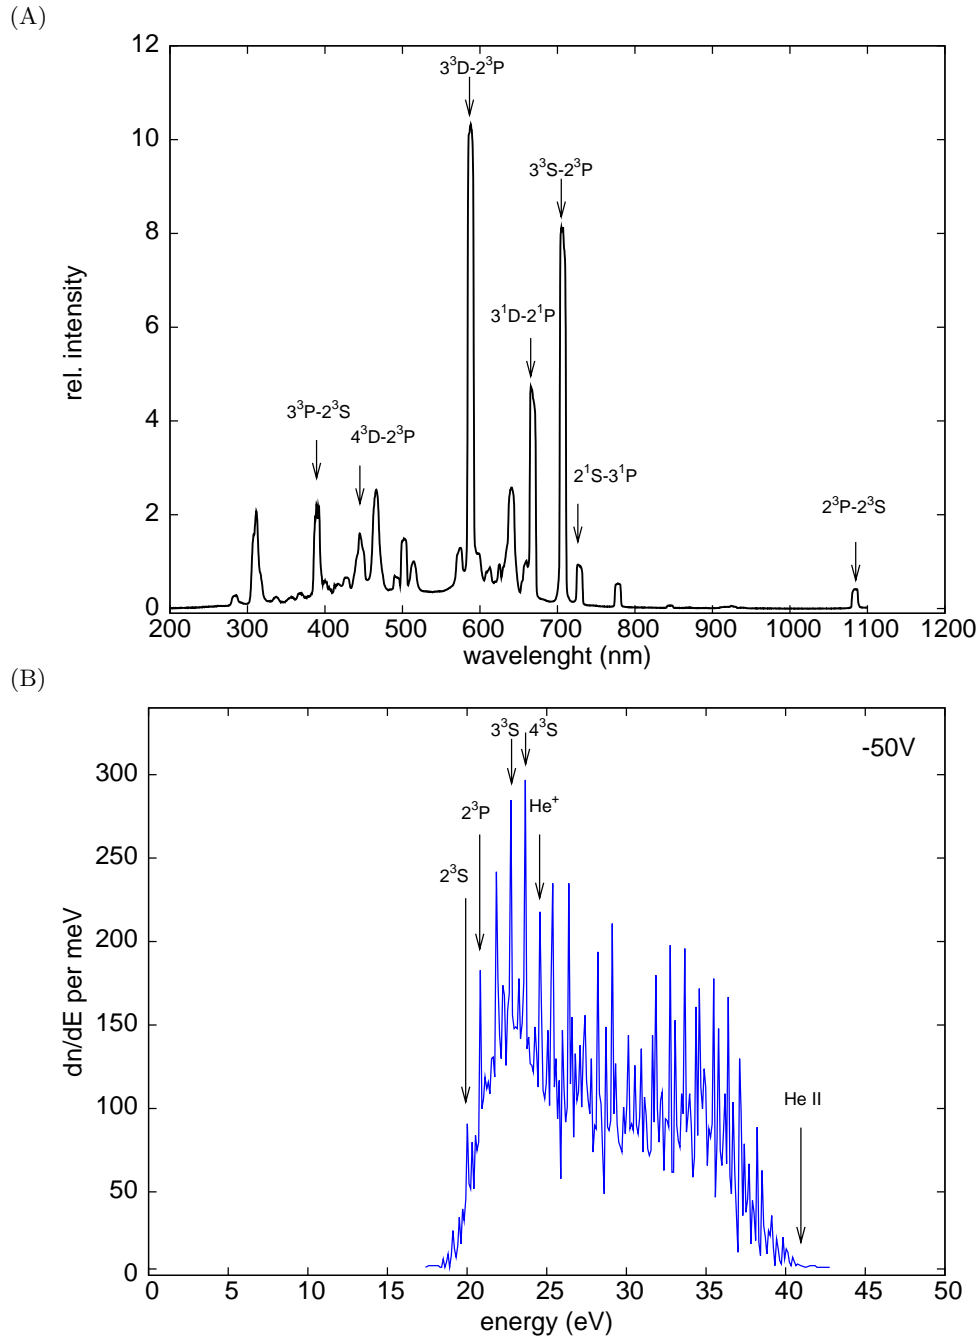 (A)
12
10
8
6
4
2
0
rel. intensity
3³D-2³P
3³S-2³P
3¹D-2¹P
3³P-2³S
4³D-2³P
2¹S-3¹P
2³P-2³S
200 300 400 500 600 700 800 900 1000 1100 1200
wavelenght (nm)
(B)
300
250
200
150
100
50
0
dn/dE per meV
3³S 4³S
-50V
2³P
He⁺
2³S
He II
0 5 10 15 20 25 30 35 40 45 50
energy (eV)